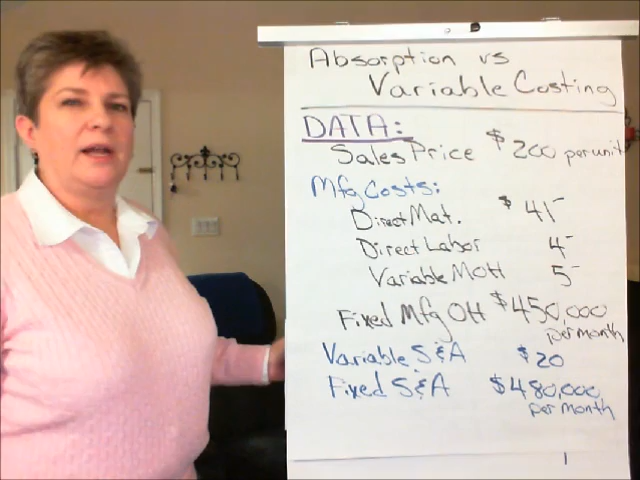 Absorption vs
Variable Costing
DATA:
Sales Price $200 per unit
Mfg Costs:
Direct Mat. $41-
Direct Labor 4-
Variable MOH 5-
Fixed Mfg OH $450,000
per month
Variable S&A $20
Fixed S&A $480,000
per month
1